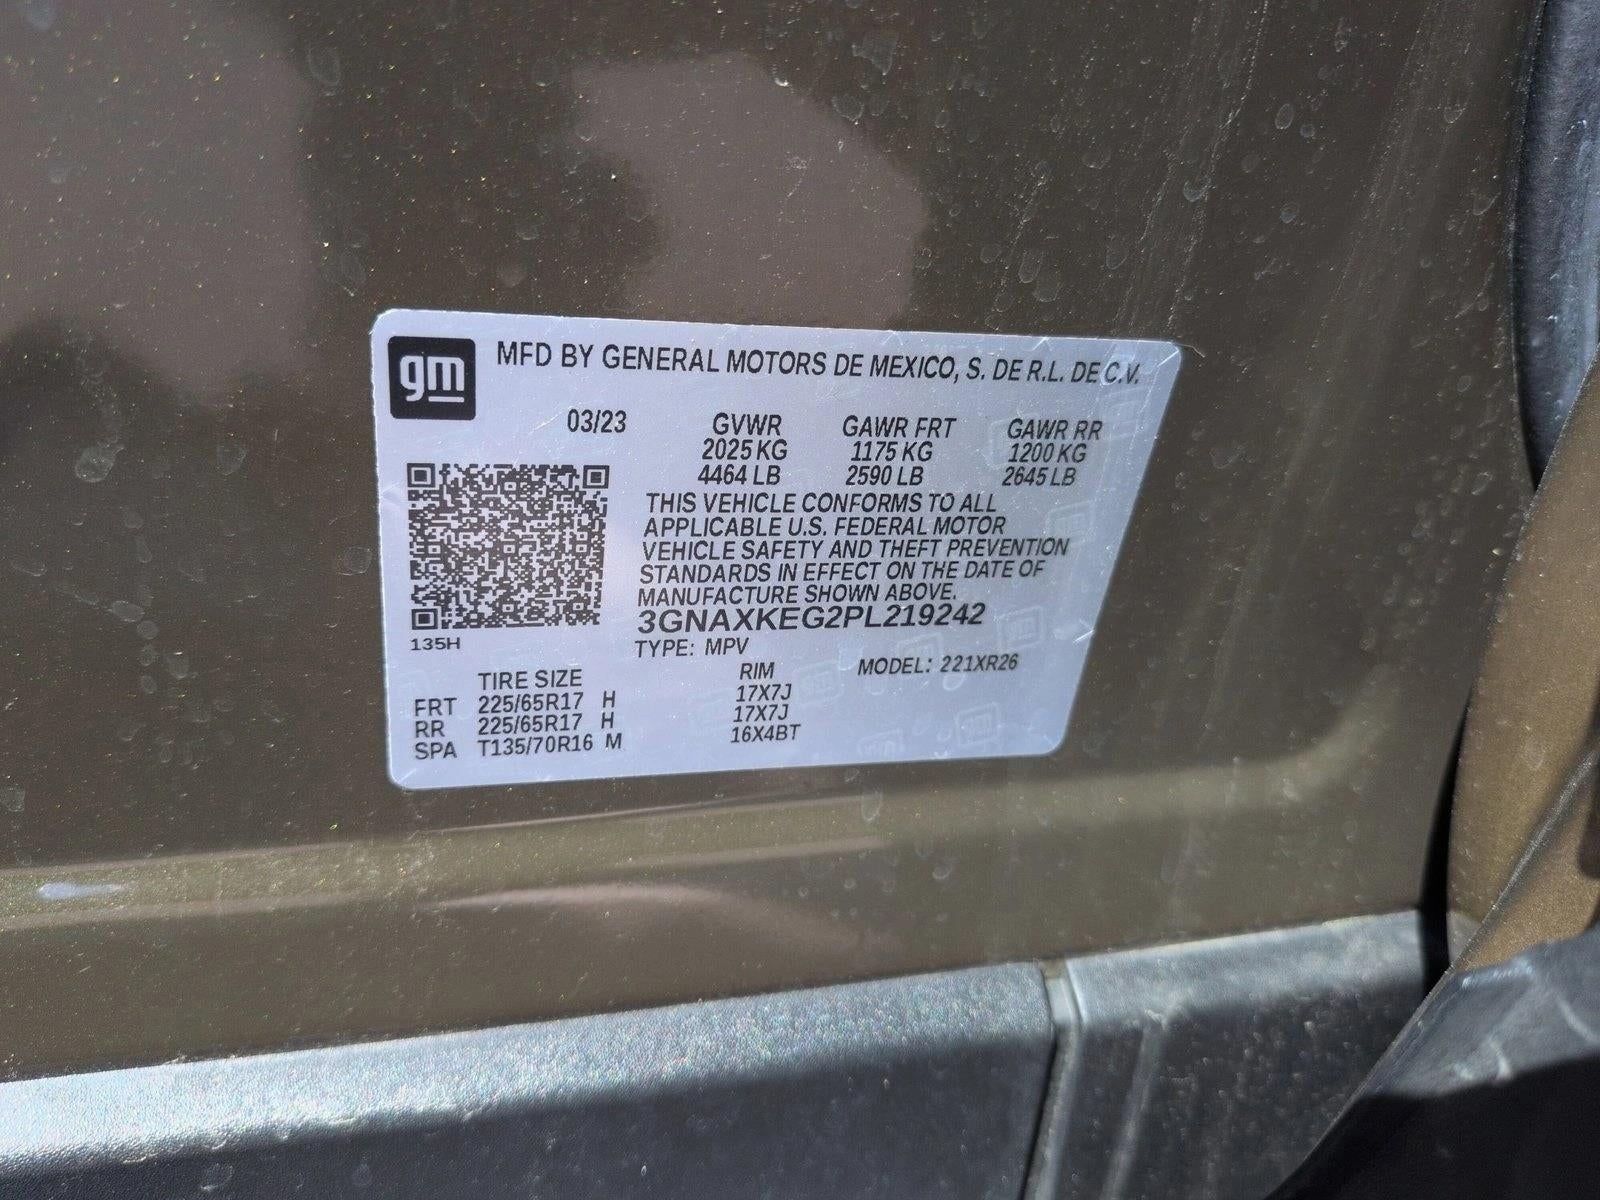 gm
MFD BY GENERAL MOTORS DE MEXICO, S. DE R.L. DE C.V.
03/23 GVWR GAWR FRT GAWR RR
2025 KG 1175 KG 1200 KG
4464 LB 2590 LB 2645 LB
THIS VEHICLE CONFORMS TO ALL
APPLICABLE U.S. FEDERAL MOTOR
VEHICLE SAFETY AND THEFT PREVENTION
STANDARDS IN EFFECT ON THE DATE OF
MANUFACTURE SHOWN ABOVE.
3GNAXKEG2PL219242
135H
TYPE: MPV MODEL: 221XR26
TIRE SIZE RIM
FRT 225/65R17 H 17X7J
RR 225/65R17 H 17X7J
SPA T135/70R16 M 16X4BT